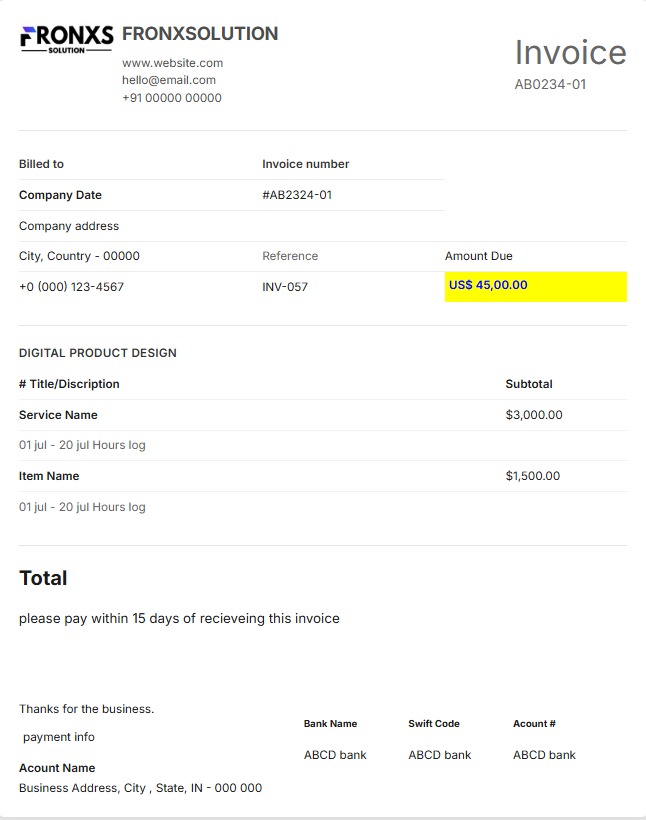 FRONXS
SOLUTION
FRONXSOLUTION
www.website.com
hello@email.com
+91 00000 00000
Invoice
AB0234-01
Billed to Invoice number
Company Date #AB2324-01
Company address
City, Country - 00000 Reference Amount Due
+0 (000) 123-4567 INV-057 US$ 45,00.00
DIGITAL PRODUCT DESIGN
# Title/Discription Subtotal
Service Name $3,000.00
01 jul - 20 jul Hours log
Item Name $1,500.00
01 jul - 20 jul Hours log
Total
please pay within 15 days of recieveing this invoice
Thanks for the business.
payment info
Acount Name
Business Address, City , State, IN - 000 000
Bank Name Swift Code Acount #
ABCD bank ABCD bank ABCD bank